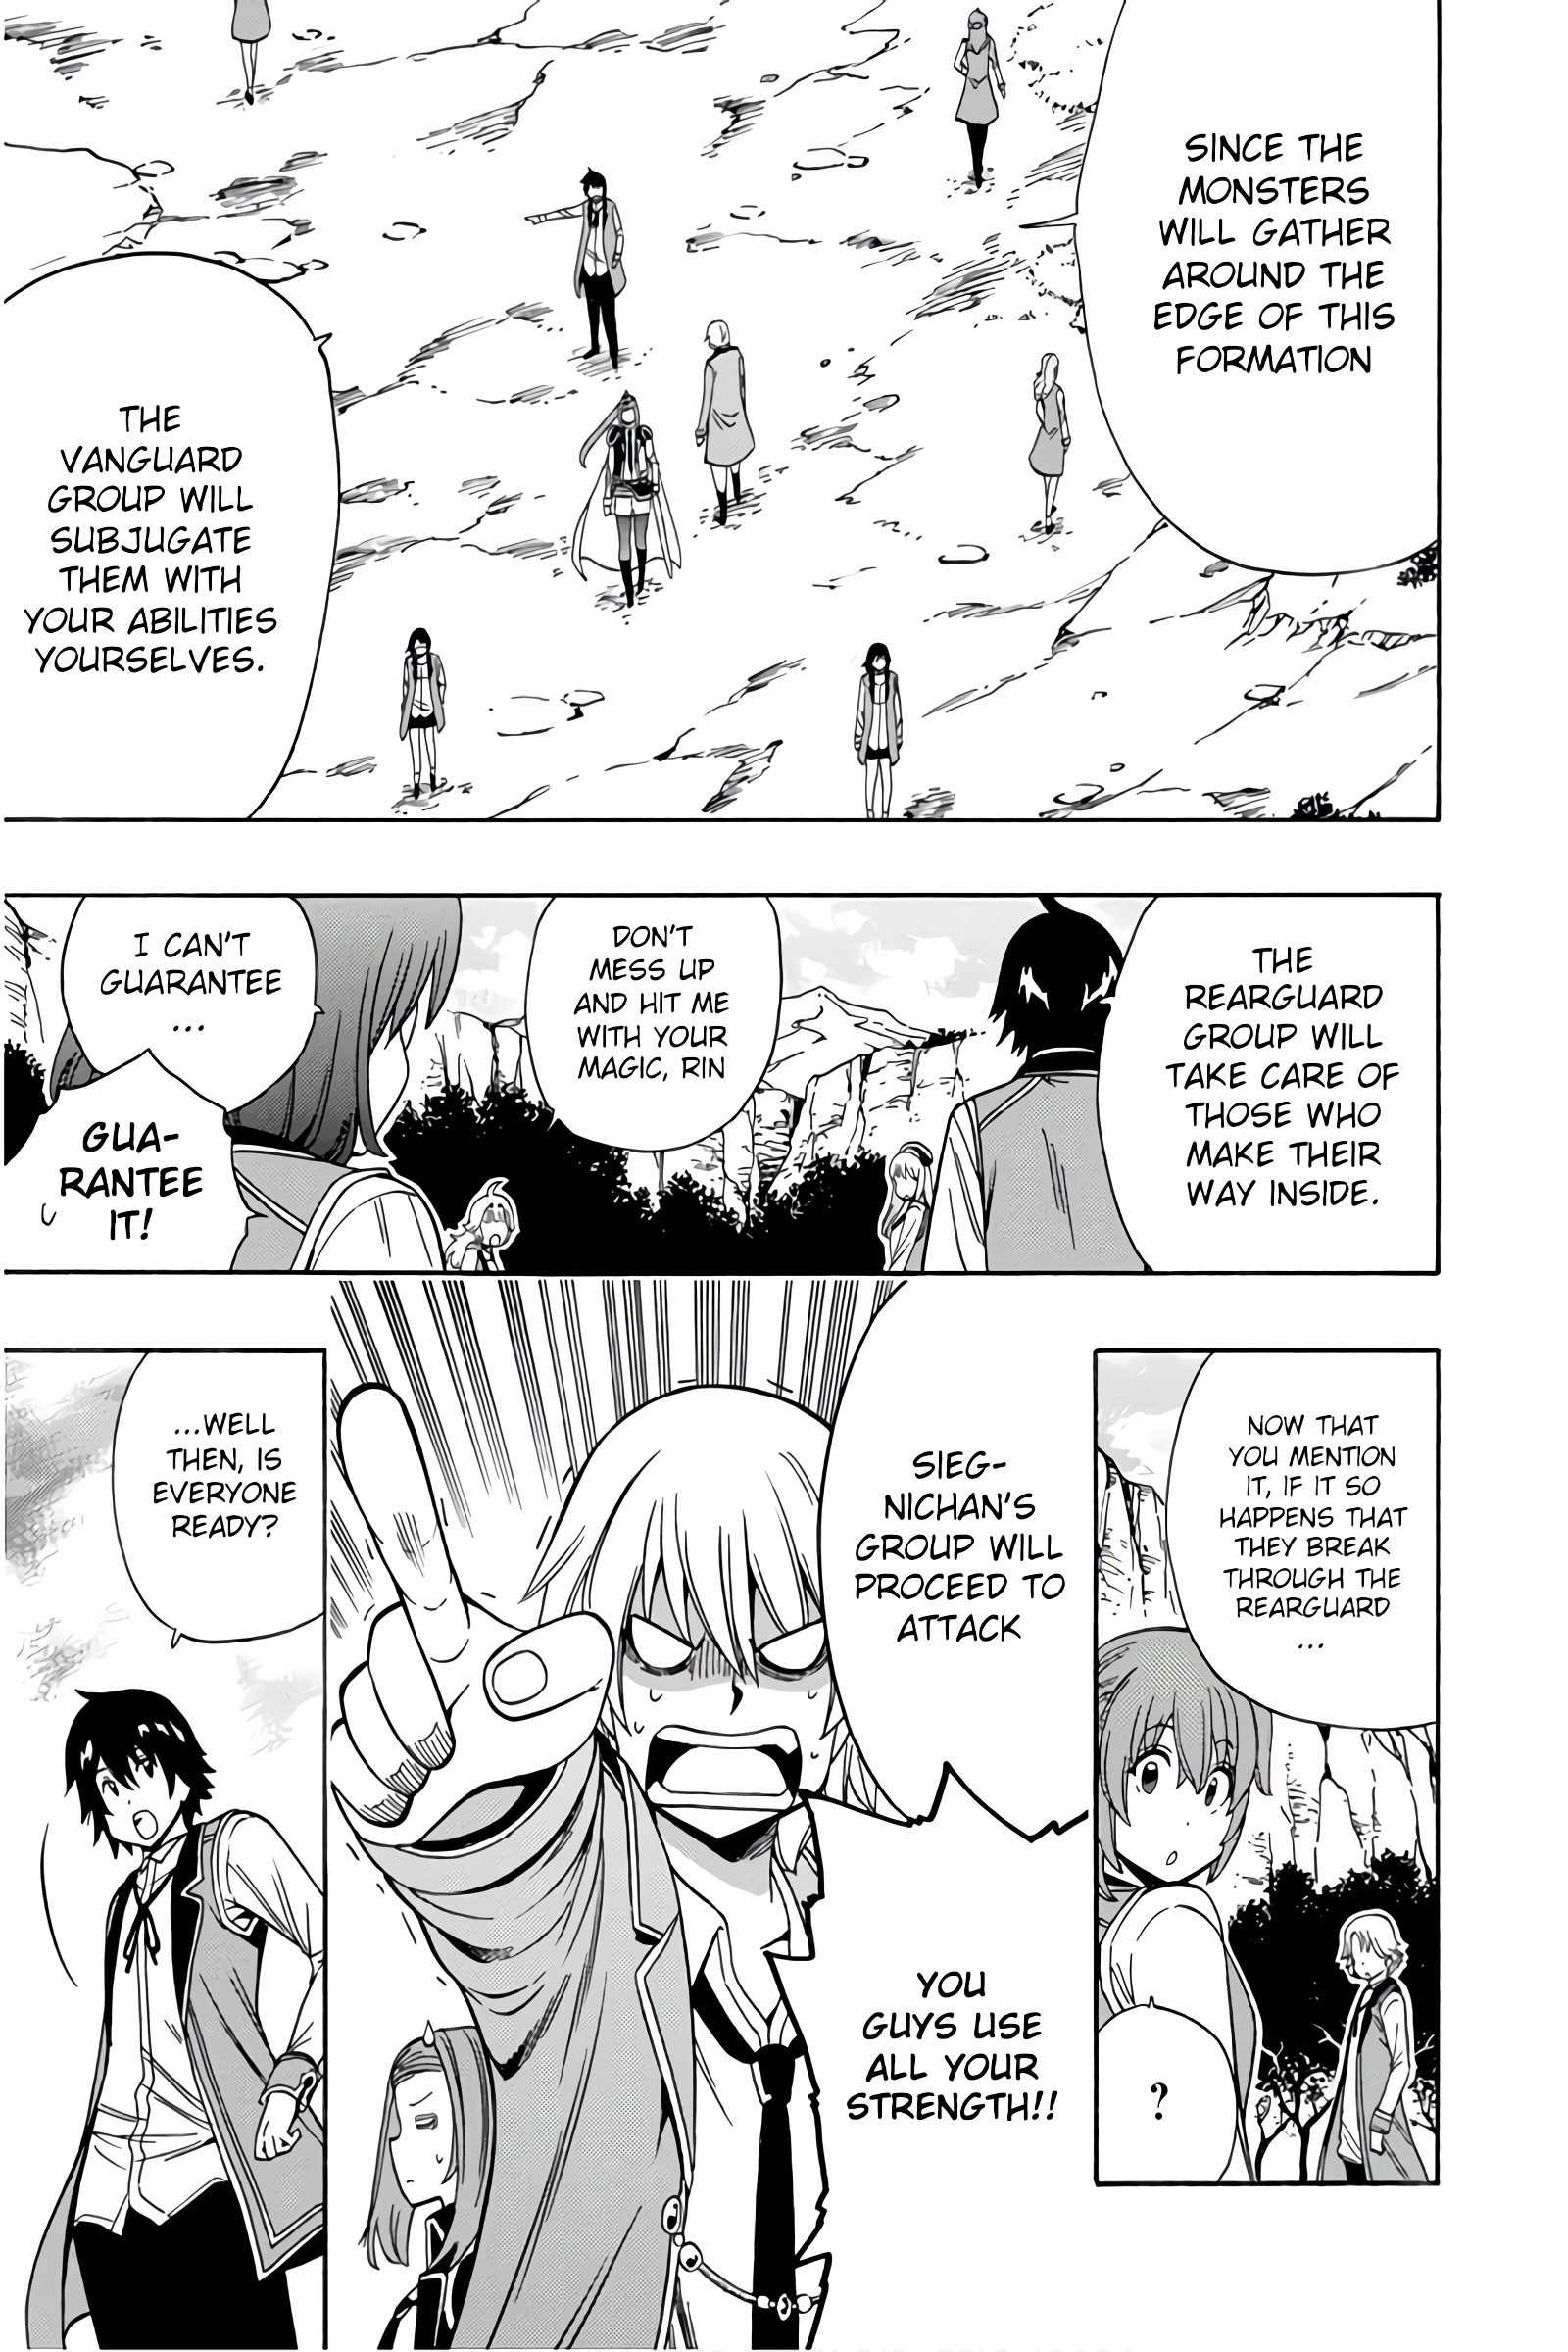 SINCE THE
MONSTERS
WILL GATHER
AROUND THE
EDGE OF THIS
FORMATION
THE
VANGUARD
GROUP WILL
SUBJUGATE
THEM WITH
YOUR ABILITIES
YOURSELVES.
THE
REARGUARD
GROUP WILL
TAKE CARE OF
THOSE WHO
MAKE THEIR
WAY INSIDE.
DON'T
MESS UP
AND HIT ME
WITH YOUR
MAGIC, RIN
I CAN'T
GUARANTEE
...
GUA-
RANTEE
IT!
NOW THAT
YOU MENTION
IT, IF IT SO
HAPPENS THAT
THEY BREAK
THROUGH THE
REARGUARD
...
?
SIEG-
NICHAN'S
GROUP WILL
PROCEED TO
ATTACK
YOU
GUYS USE
ALL YOUR
STRENGTH!!
...WELL
THEN, IS
EVERYONE
READY?